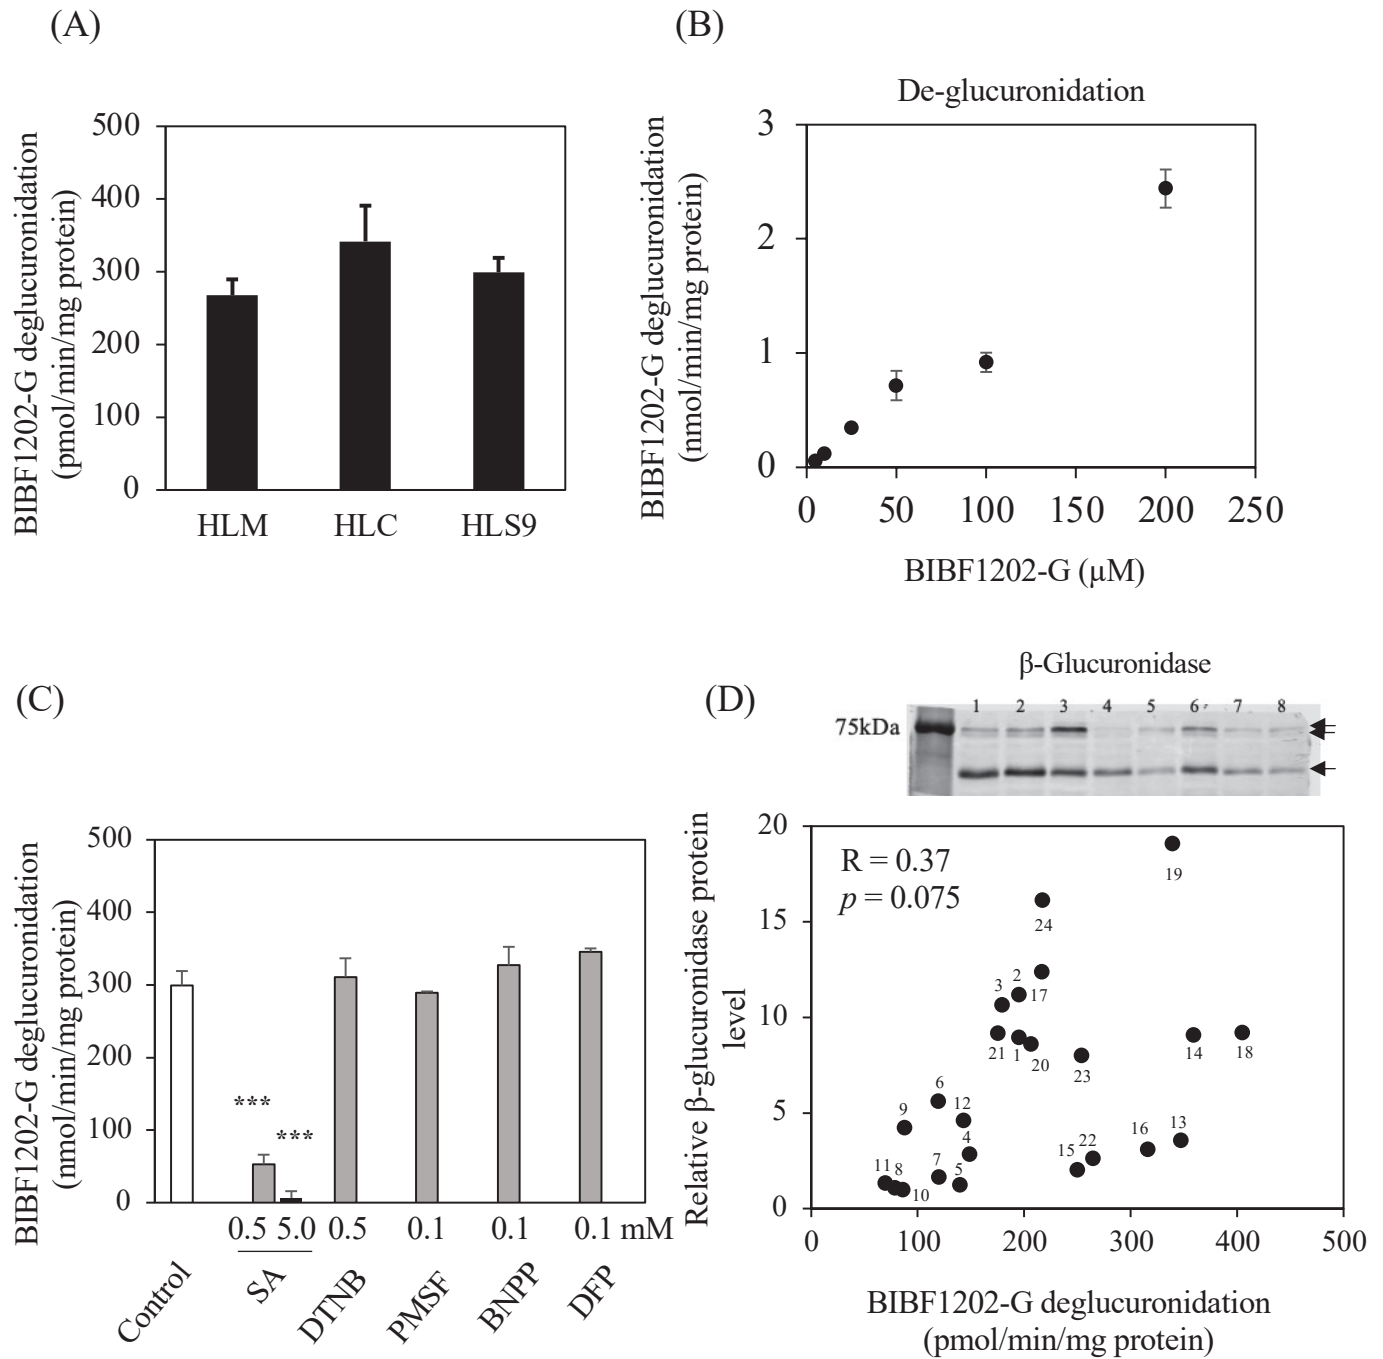 (A)
BIBF1202-G deglucuronidation
(pmol/min/mg protein)
500
400
300
200
100
0
HLM HLC HLS9
(B)
De-glucuronidation
BIBF1202-G deglucuronidation
(nmol/min/mg protein)
3
2
1
0
0 50 100 150 200 250
BIBF1202-G (μM)
(C)
BIBF1202-G deglucuronidation
(nmol/min/mg protein)
500
400
300
200
100
0
***
***
0.5 5.0 0.5 0.1 0.1 0.1 mM
Control SA DTNB PMSF BNPP DFP
(D)
β-Glucuronidase
1 2 3 4 5 6 7 8
75kDa
Relative β-glucuronidase protein
level
20
15
10
5
0
R = 0.37
p = 0.075
19
24
3 2 17
21 1 20
23
14 18
6
9 12
4
15 22 16 13
11 8 10 7 5
0 100 200 300 400 500
BIBF1202-G deglucuronidation
(pmol/min/mg protein)